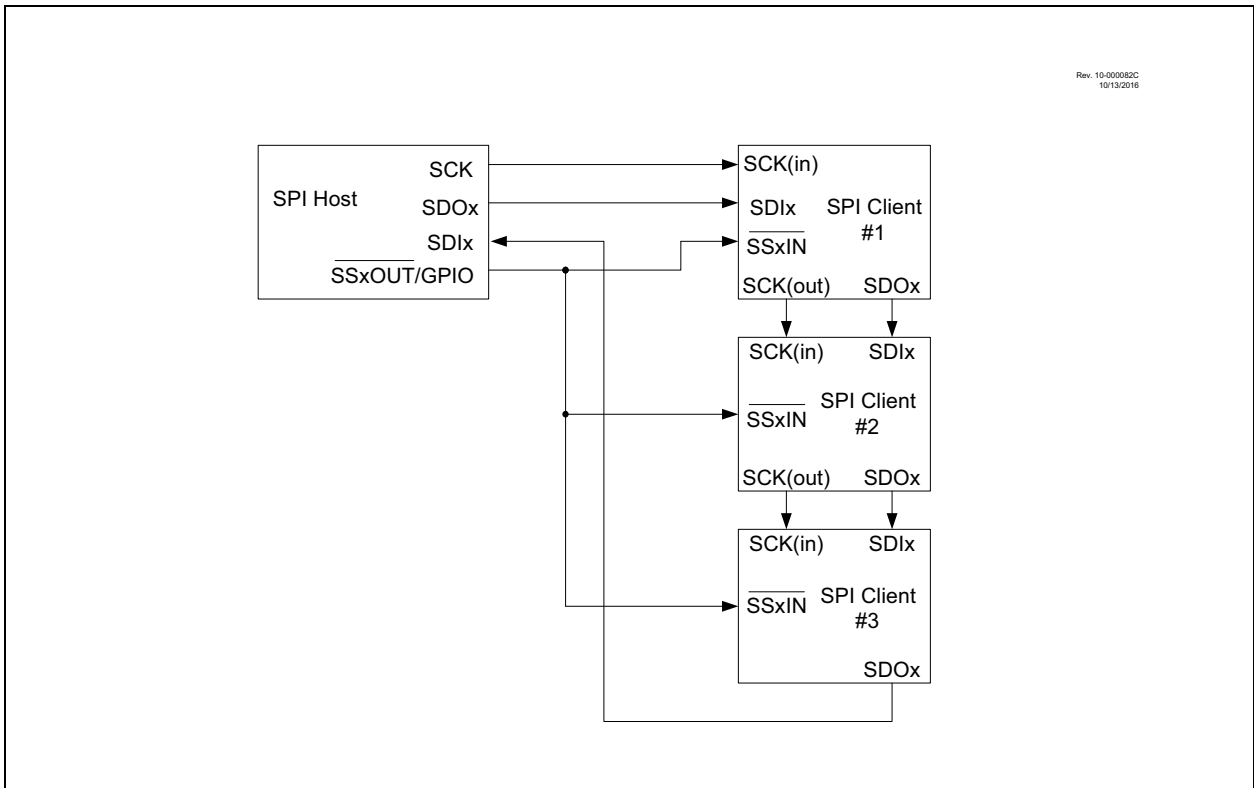 Rev. 10-000082C
10/13/2016
SPI Host
SCK
SDOx
SDIx
SSxOUT/GPIO
SCK(in)
SDIx
SPI Client
#1
SSxIN
SCK(out)
SDOx
SCK(in)
SDIx
SSxIN
SPI Client
#2
SCK(out)
SDOx
SCK(in)
SDIx
SSxIN
SPI Client
#3
SDOx